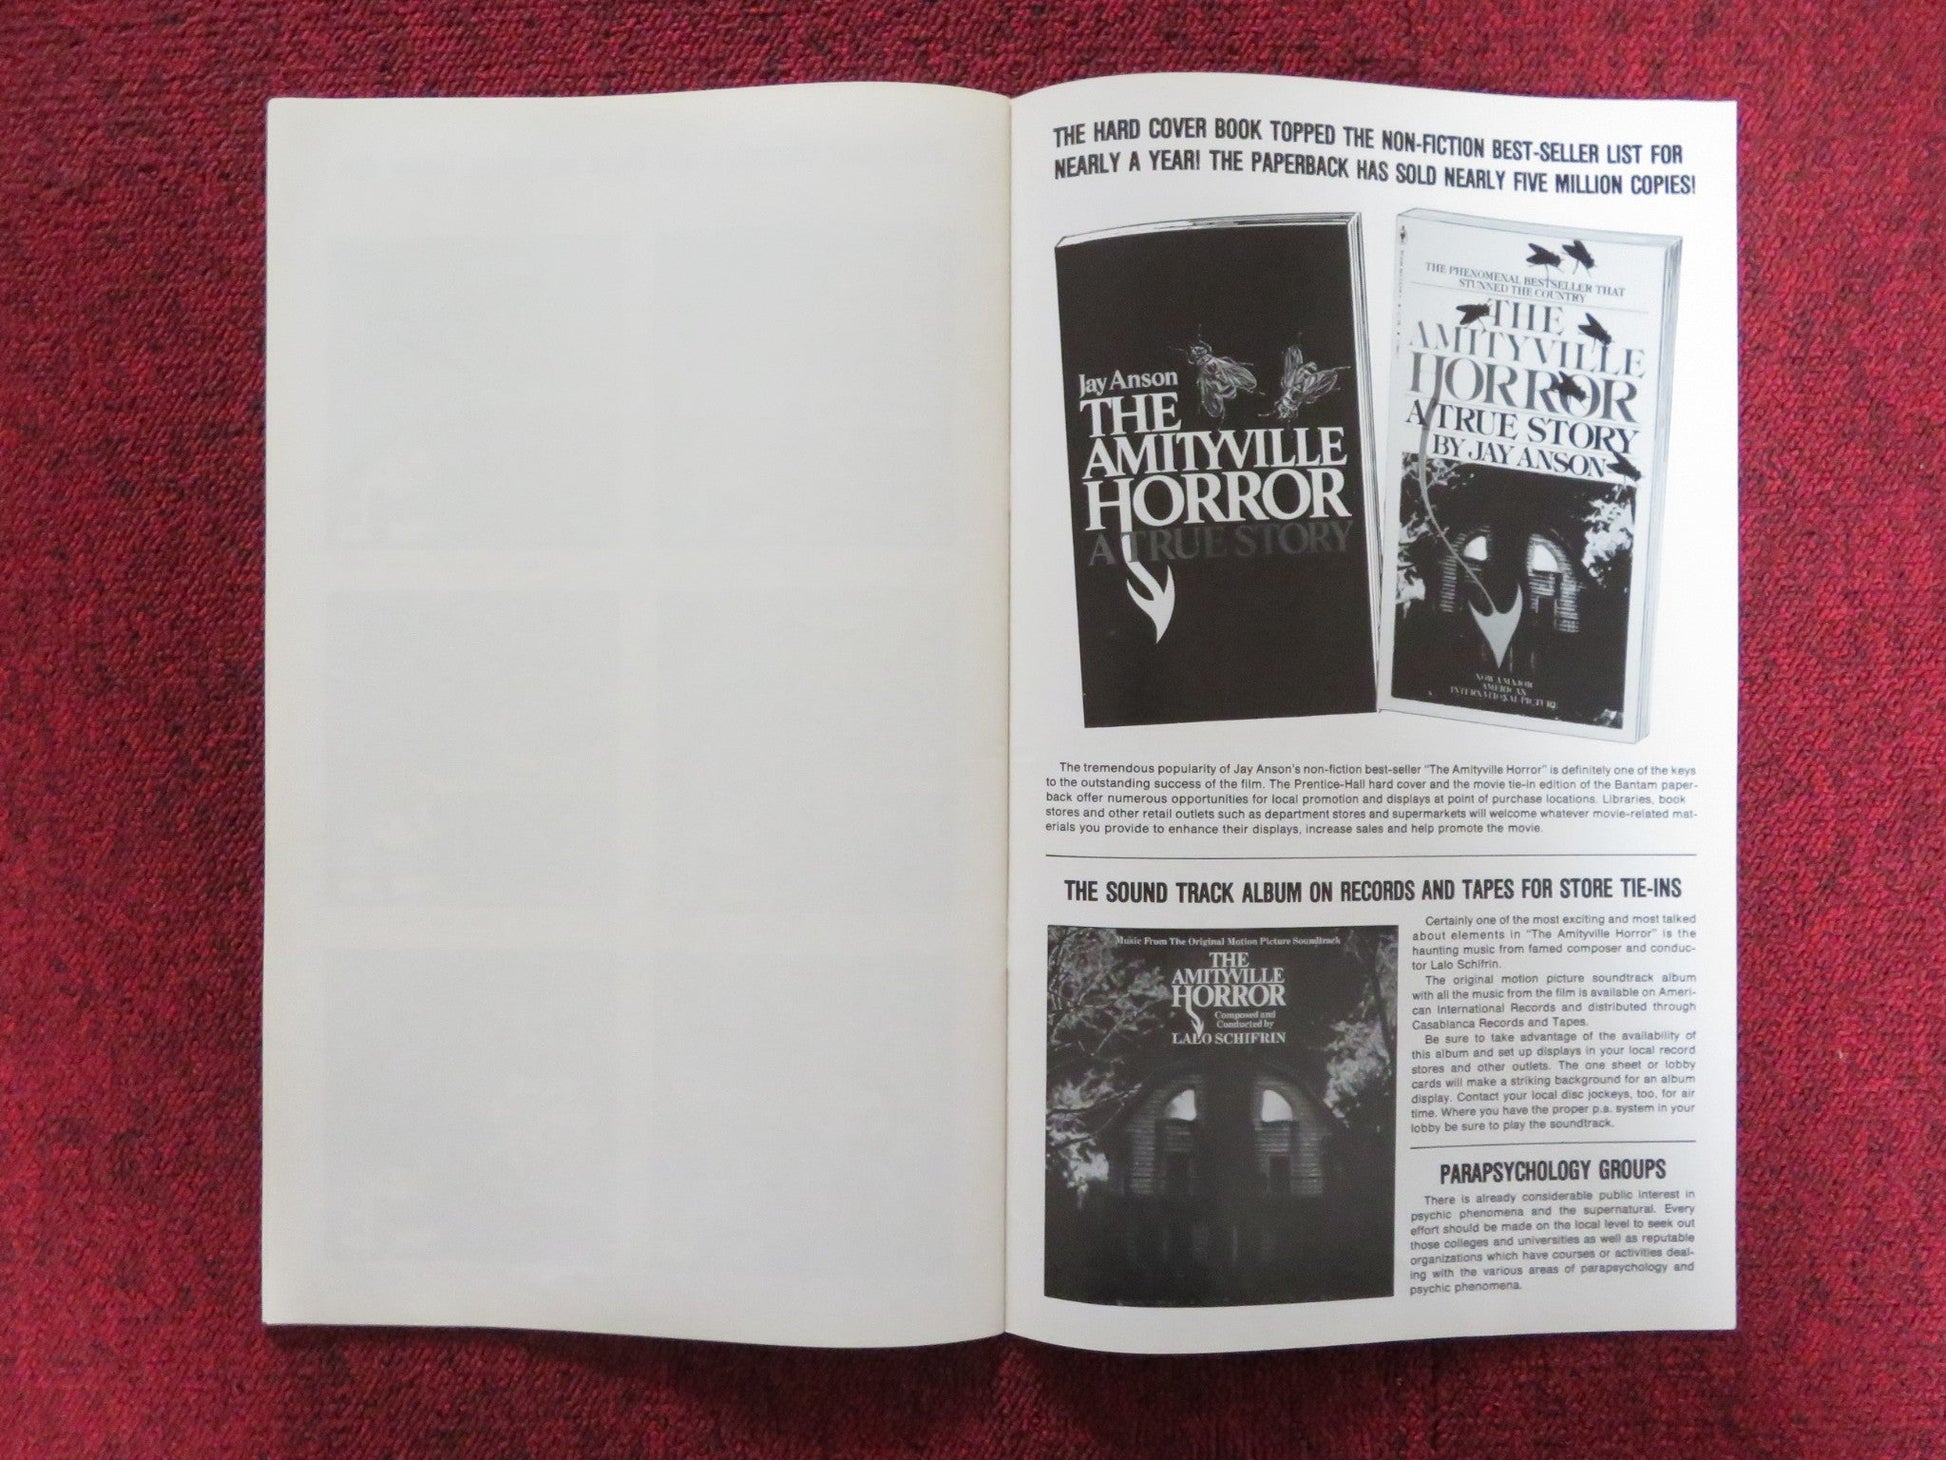 THE HARD COVER BOOK TOPPED THE NON-FICTION BEST-SELLER LIST FOR
NEARLY A YEAR! THE PAPERBACK HAS SOLD NEARLY FIVE MILLION COPIES!
Jay Anson
THE
AMITYVILLE
HORROR
A TRUE STORY
THE PHENOMENAL BESTSELLER THAT
STUNNED THE COUNTRY
THE
AMITYVILLE
HORROR
A TRUE STORY
BY JAY ANSON
NOW A MAJOR
AMERICAN
INTERNATIONAL PICTURE
The tremendous popularity of Jay Anson's non-fiction best-seller "The Amityville Horror" is definitely one of the keys
to the outstanding success of the film. The Prentice-Hall hard cover and the movie tie-in edition of the Bantam paper-
back offer numerous opportunities for local promotion and displays at point of purchase locations. Libraries, book
stores and other retail outlets such as department stores and supermarkets will welcome whatever movie-related mat-
erials you provide to enhance their displays, increase sales and help promote the movie.
THE SOUND TRACK ALBUM ON RECORDS AND TAPES FOR STORE TIE-INS
Music From The Original Motion Picture Soundtrack
THE
AMITYVILLE
HORROR
Composed and
Conducted by
LALO SCHIFRIN
Certainly one of the most exciting and most talked
about elements in "The Amityville Horror" is the
haunting music from famed composer and conduc-
tor Lalo Schifrin.
The original motion picture soundtrack album
with all the music from the film is available on Ameri-
can International Records and distributed through
Casablanca Records and Tapes.
Be sure to take advantage of the availability of
this album and set up displays in your local record
stores and other outlets. The one sheet or lobby
cards will make a striking background for an album
display. Contact your local disc jockeys, too, for air
time. Where you have the proper p.a. system in your
lobby be sure to play the soundtrack.
PARAPSYCHOLOGY GROUPS
There is already considerable public interest in
psychic phenomena and the supernatural. Every
effort should be made on the local level to seek out
those colleges and universities as well as reputable
organizations which have courses or activities deal-
ing with the various areas of parapsychology and
psychic phenomena.